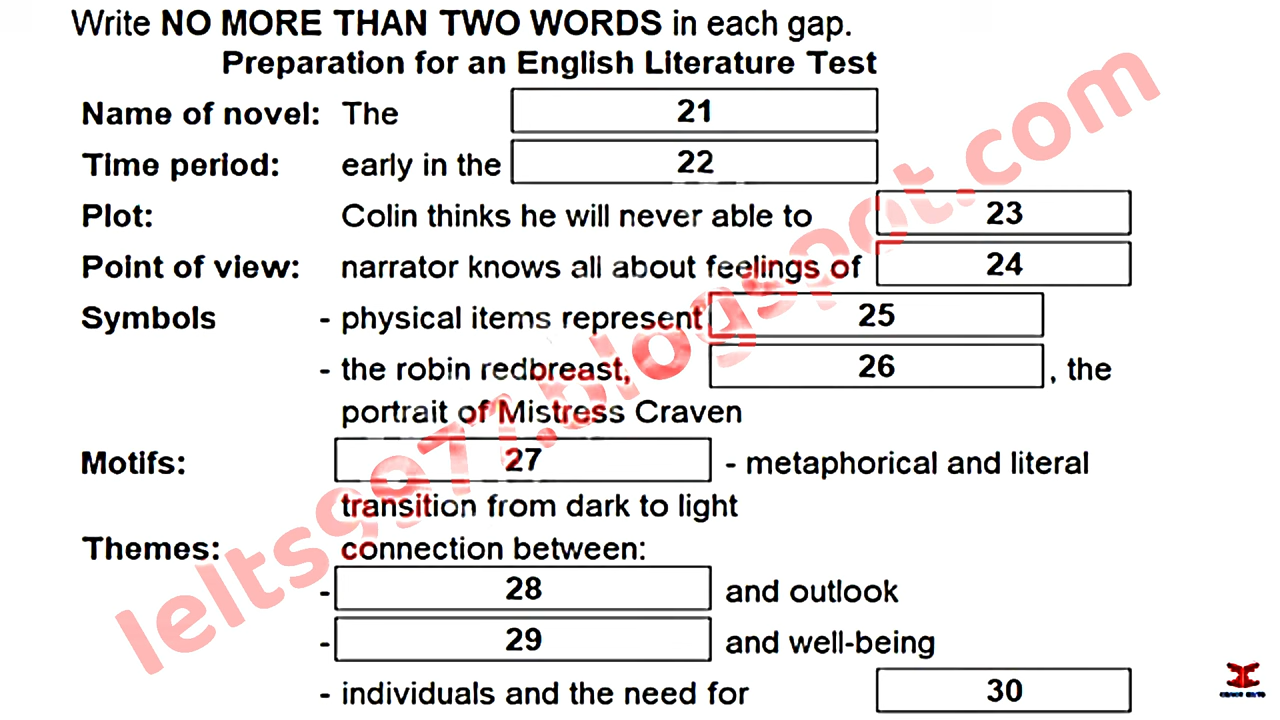 Write NO MORE THAN TWO WORDS in each gap.
Preparation for an English Literature Test
Name of novel: The 21
Time period: early in the 22
Plot: Colin thinks he will never able to 23
Point of view: narrator knows all about feelings of 24
Symbols - physical items represent 25
- the robin redbreast, 26 , the
portrait of Mistress Craven
Motifs: 27 - metaphorical and literal
transition from dark to light
Themes: connection between:
- 28 and outlook
- 29 and well-being
- individuals and the need for 30
Ielts9971.blogspot.com